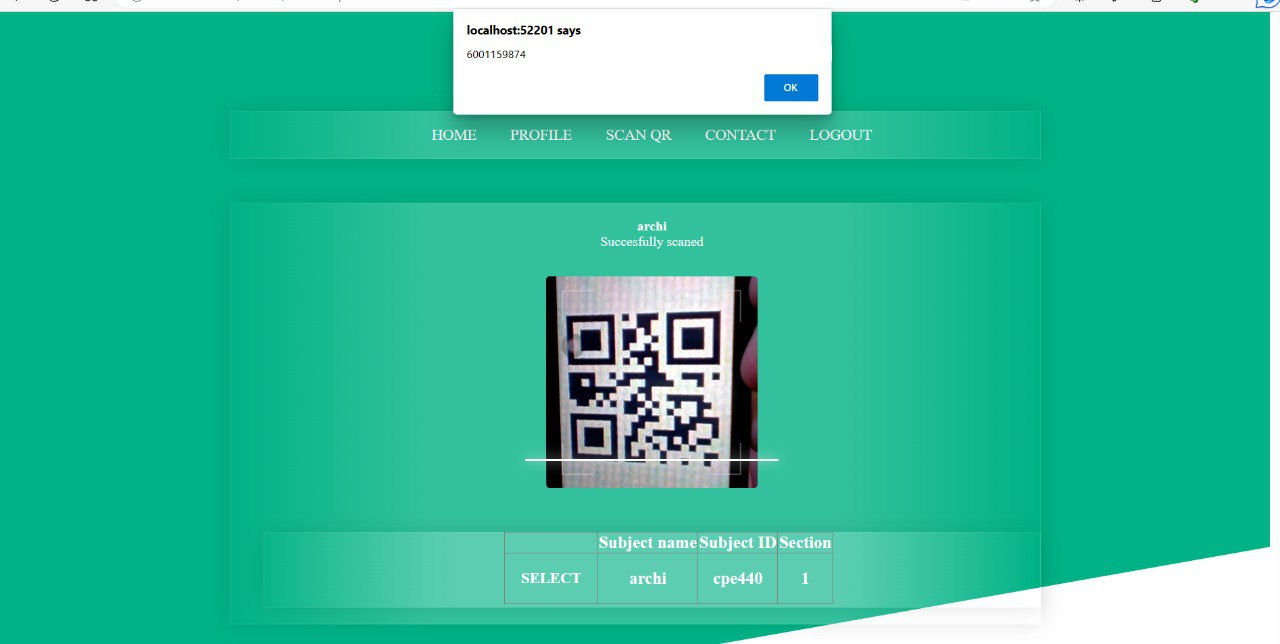 localhost:52201 says
6001159874
OK
HOME PROFILE SCAN QR CONTACT LOGOUT
archi
Succesfully scaned
Subject name Subject ID Section
SELECT archi cpe440 1